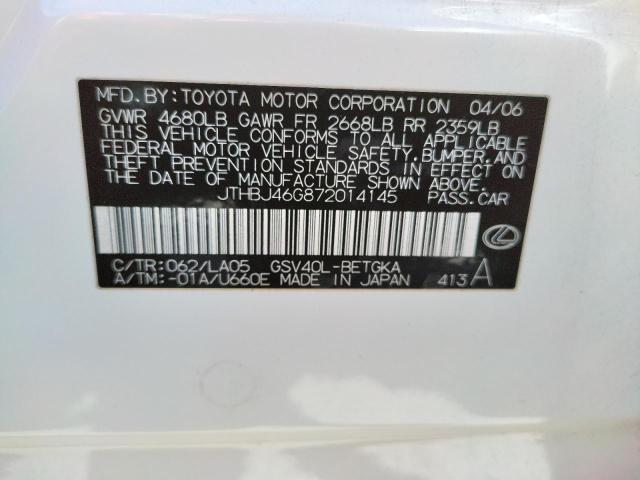 MFD. BY: TOYOTA MOTOR CORPORATION 04/06
GVWR 4680LB GAWR FR 2668LB RR 2359LB
THIS VEHICLE CONFORMS TO ALL APPLICABLE
FEDERAL MOTOR VEHICLE SAFETY, BUMPER, AND
THEFT PREVENTION STANDARDS IN EFFECT ON
THE DATE OF MANUFACTURE SHOWN ABOVE.
JTHBJ46G872014145 PASS.CAR
C/TR: 062/LA05 GSV40L-BETGKA
A/TM: -01A/U660E MADE IN JAPAN 413 A